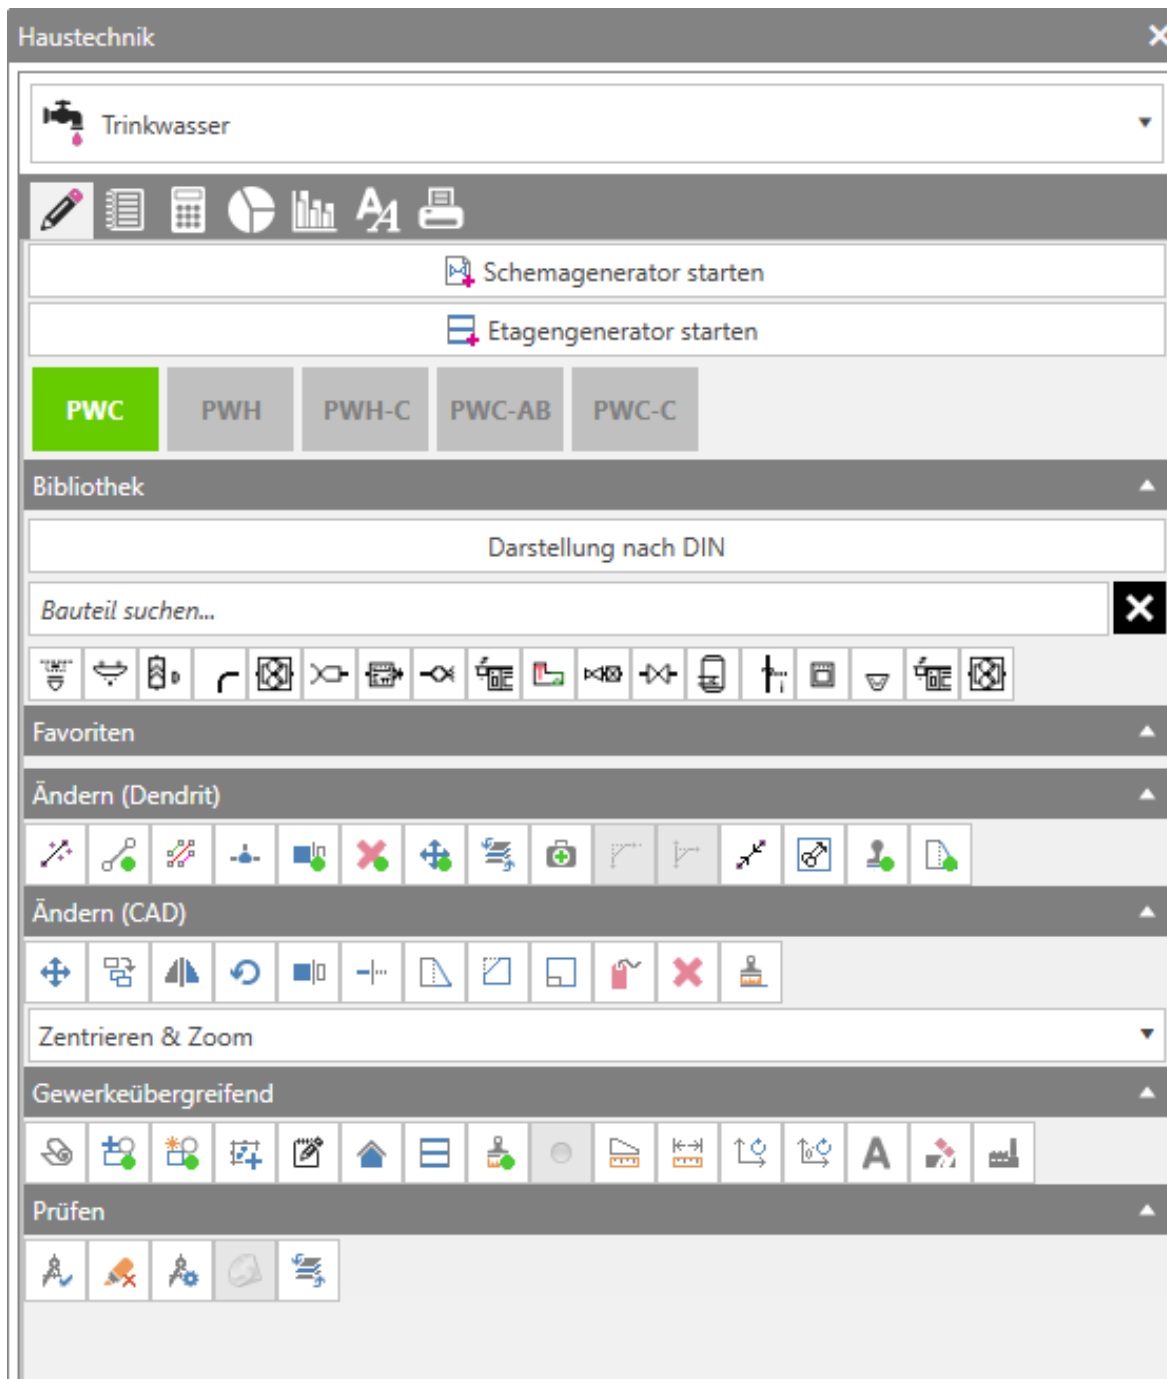 Haustechnik
Trinkwasser
Schemagenerator starten
Etagengenerator starten
PWC PWH PWH-C PWC-AB PWC-C
Bibliothek
Darstellung nach DIN
Bauteil suchen...
Favoriten
Ändern (Dendrit)
Ändern (CAD)
Zentrieren & Zoom
Gewerkeübergreifend
Prüfen